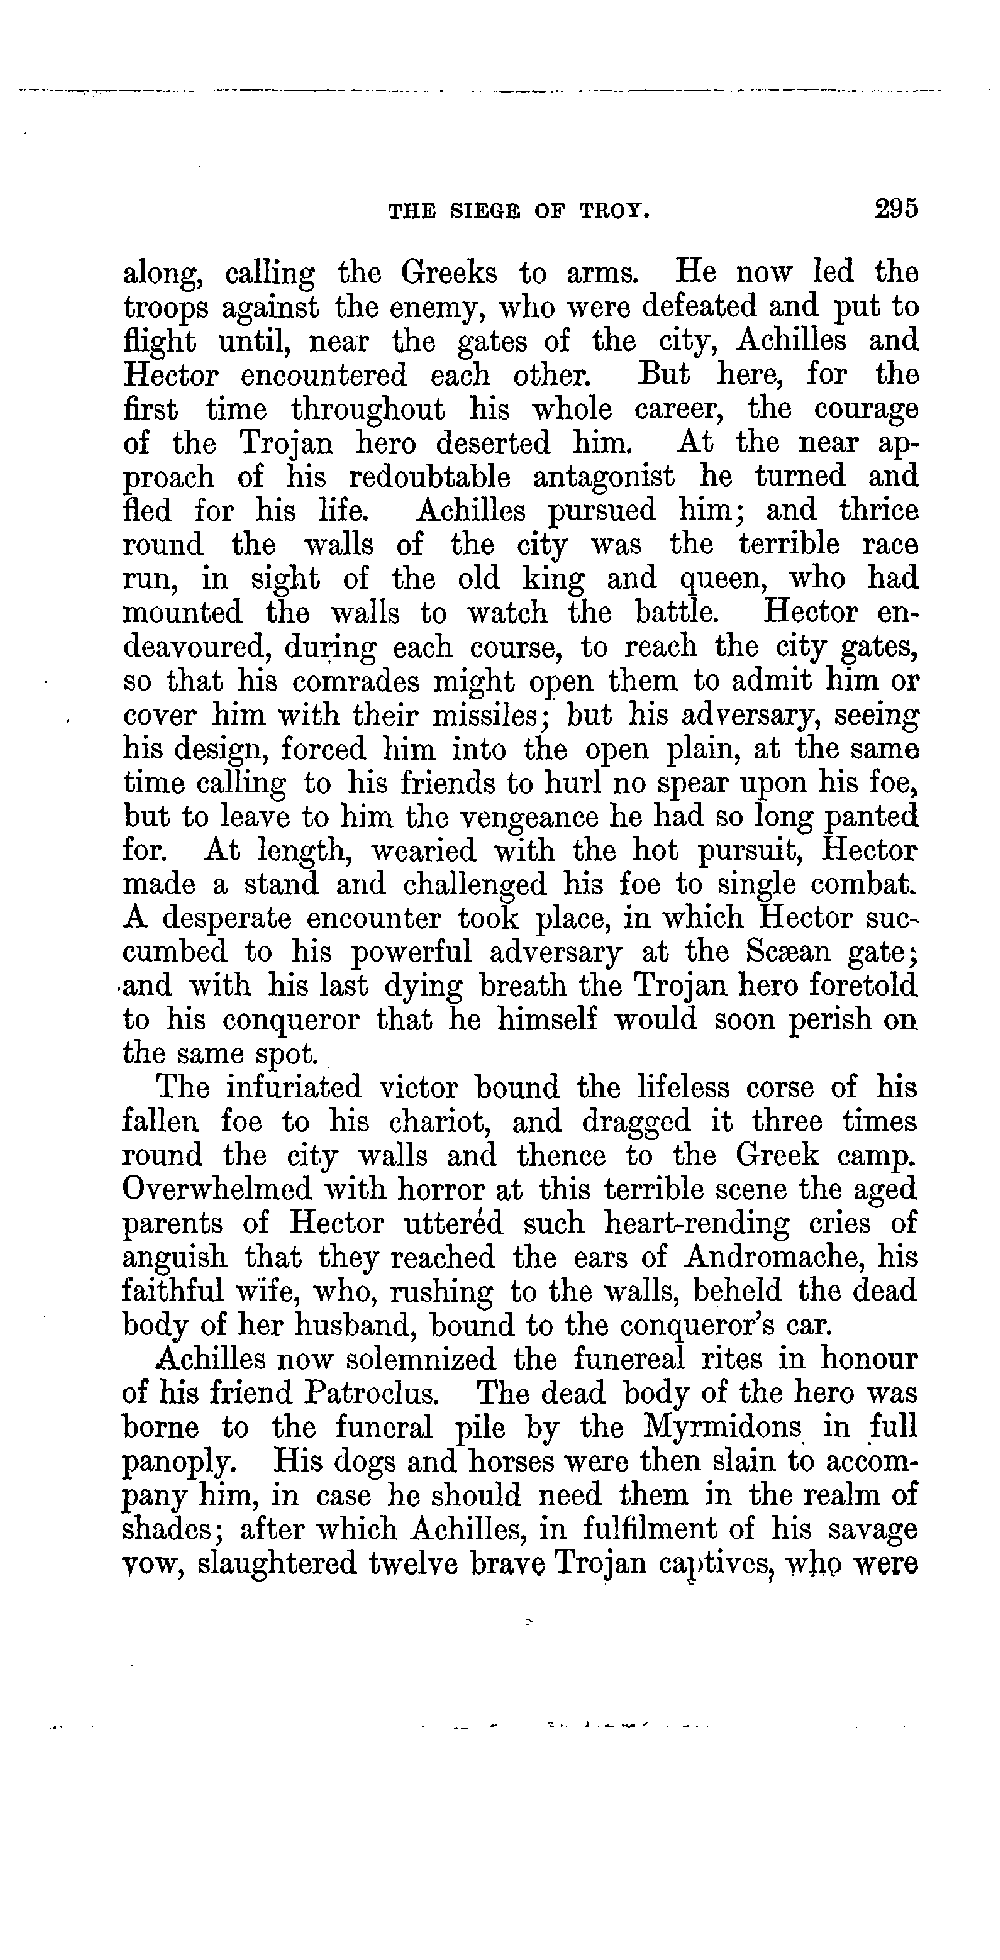 THE SIEGE OF TROY. 295
along, calling the Greeks to arms. He now led the
troops against the enemy, who were defeated and put to
flight until, near the gates of the city, Achilles and
Hector encountered each other. But here, for the
first time throughout his whole career, the courage
of the Trojan hero deserted him. At the near ap-
proach of his redoubtable antagonist he turned and
fled for his life. Achilles pursued him; and thrice
round the walls of the city was the terrible race
run, in sight of the old king and queen, who had
mounted the walls to watch the battle. Hector en-
deavoured, during each course, to reach the city gates,
so that his comrades might open them to admit him or
cover him with their missiles; but his adversary, seeing
his design, forced him into the open plain, at the same
time calling to his friends to hurl no spear upon his foe,
but to leave to him the vengeance he had so long panted
for. At length, wearied with the hot pursuit, Hector
made a stand and challenged his foe to single combat.
A desperate encounter took place, in which Hector suc-
cumbed to his powerful adversary at the Scæan gate;
and with his last dying breath the Trojan hero foretold
to his conqueror that he himself would soon perish on
the same spot.
The infuriated victor bound the lifeless corse of his
fallen foe to his chariot, and dragged it three times
round the city walls and thence to the Greek camp.
Overwhelmed with horror at this terrible scene the aged
parents of Hector uttered such heart-rending cries of
anguish that they reached the ears of Andromache, his
faithful wife, who, rushing to the walls, beheld the dead
body of her husband, bound to the conqueror's car.
Achilles now solemnized the funereal rites in honour
of his friend Patroclus. The dead body of the hero was
borne to the funeral pile by the Myrmidons in full
panoply. His dogs and horses were then slain to accom-
pany him, in case he should need them in the realm of
shades; after which Achilles, in fulfilment of his savage
vow, slaughtered twelve brave Trojan captives, who were